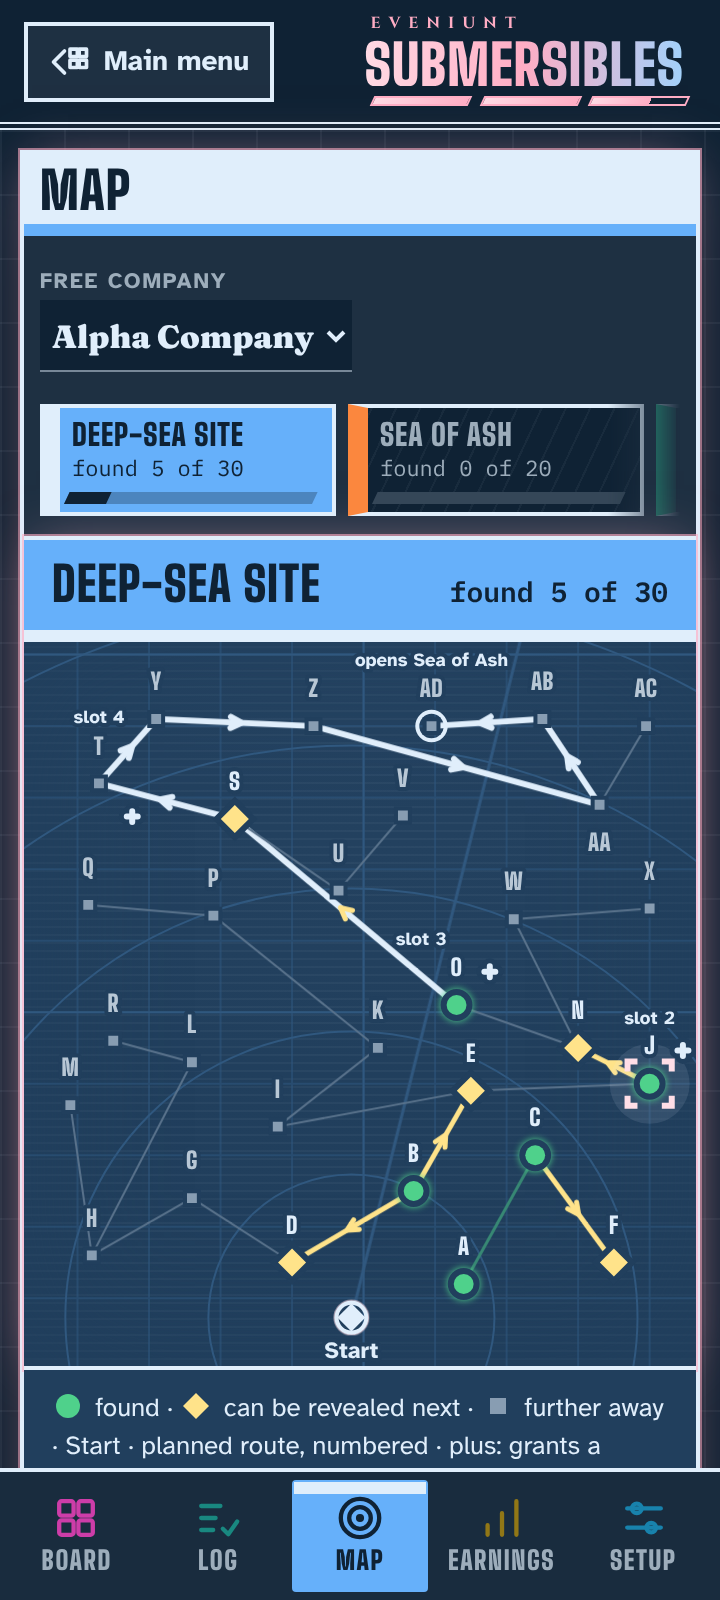 Main menu
EVENIUNT
SUBMERSIBLES
MAP
FREE COMPANY
Alpha Company
DEEP-SEA SITE
found 5 of 30
SEA OF ASH
found 0 of 20
DEEP-SEA SITE
found 5 of 30
opens Sea of Ash
Y
Z
AD
AB
AC
slot 4
T
S
V
AA
U
Q
P
W
X
slot 3
O
R
L
K
N
slot 2
J
M
E
I
C
G
B
H
D
A
F
Start
found · can be revealed next · further away
· Start · planned route, numbered · plus: grants a
BOARD
LOG
MAP
EARNINGS
SETUP